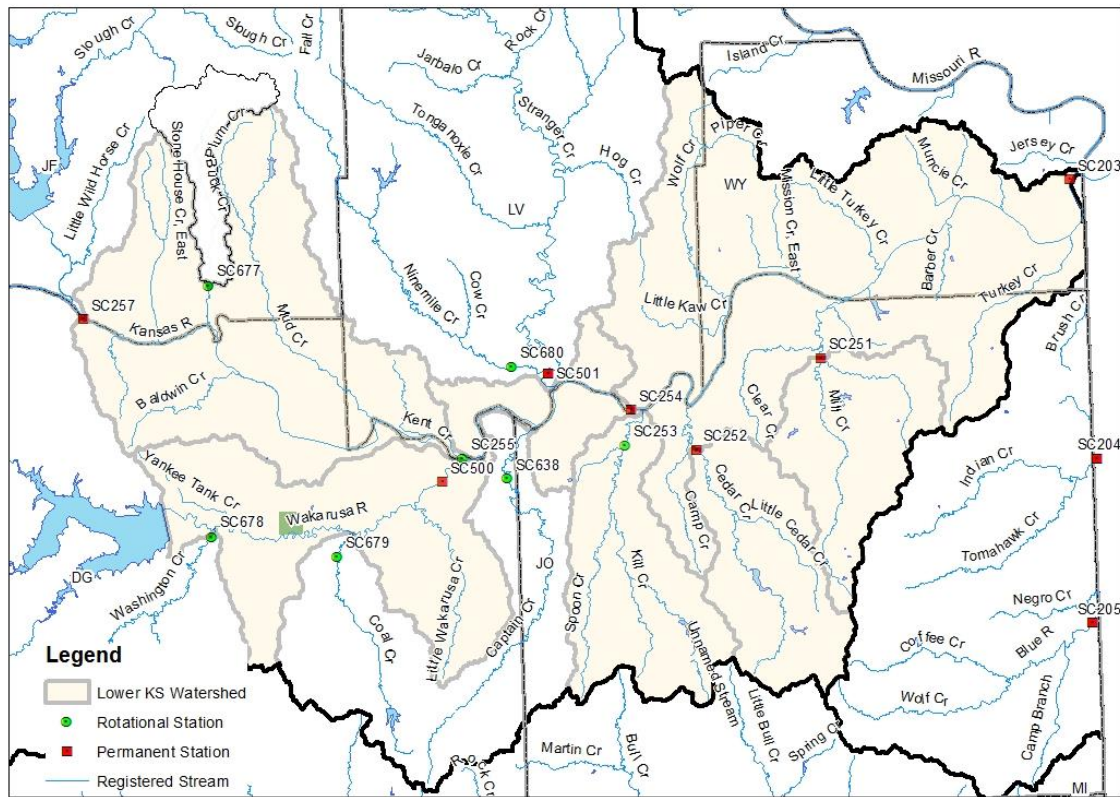 Slough Cr
Slough Cr
Fall Cr
Rock Cr
Island Cr
Missouri R
Jarbalo Cr
Tonganoxie Cr
Stranger Cr
Hog Cr
Wolf Cr
Piper Cr
Jersey Cr
SC203
Muncie Cr
Little Turkey Cr
Mission Cr, East
WY
JF
Little Wild Horse Cr
Stone House Cr, East
Plum Cr
Buck Cr
LV
Ninemile Cr
Cow Cr
Little Kaw Cr
Barber Cr
Turkey Cr
Brush Cr
SC677
SC257
Kansas R
Mud Cr
SC680
SC501
SC251
Baldwin Cr
SC254
Clear Cr
Mill Cr
Kent Cr
SC255
SC253
SC252
SC500
SC638
SC204
Indian Cr
Yankee Tank Cr
Wakarusa R
SC678
SC679
Cedar Cr
Little Cedar Cr
Camp Cr
Tomahawk Cr
DG
Washington Cr
Coal Cr
Little Wakarusa Cr
JO
Captain Cr
Spoon Cr
Kill Cr
Unnamed Stream
Negro Cr
SC205
Coffee Cr
Blue R
Wolf Cr
Camp Branch
Little Bull Cr
Spring Cr
Martin Cr
Bull Cr
Rock Cr
MI
Legend
Lower KS Watershed
Rotational Station
Permanent Station
Registered Stream